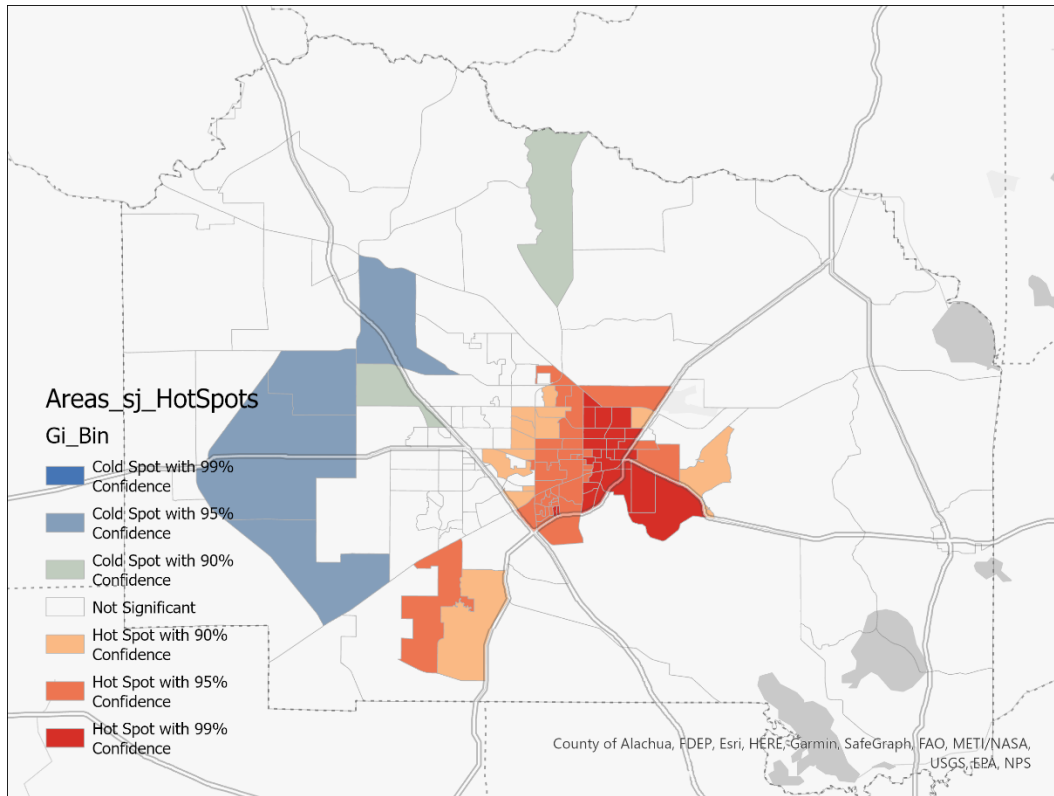 Areas_sj_HotSpots
Gi_Bin
Cold Spot with 99%
Confidence
Cold Spot with 95%
Confidence
Cold Spot with 90%
Confidence
Not Significant
Hot Spot with 90%
Confidence
Hot Spot with 95%
Confidence
Hot Spot with 99%
Confidence
County of Alachua, FDEP, Esri, HERE, Garmin, SafeGraph, FAO, METI/NASA,
USGS, EPA, NPS